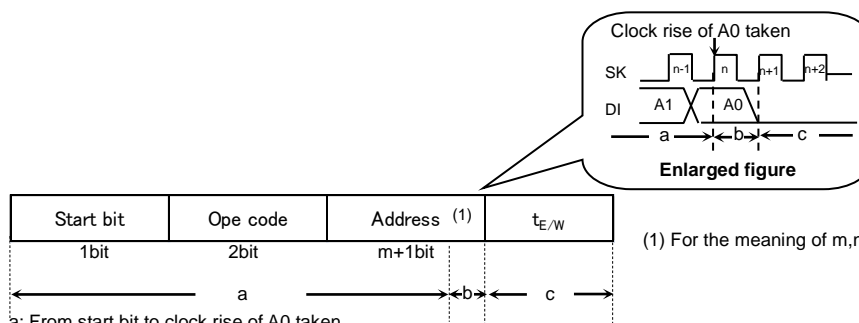 Clock rise of A0 taken
SK n-1 n n+1 n+2
DI A1 A0
a b c
Enlarged figure
Start bit Ope code Address (1) tE/W
1bit 2bit m+1bit
(1) For the meaning of m,n
a b c
a: From start bit to clock rise of A0 taken